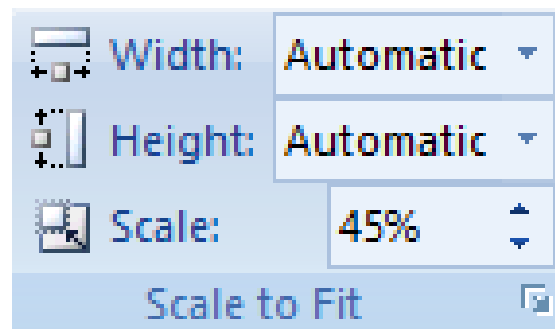 Width: Automatic
Height: Automatic
Scale: 45%
Scale to Fit